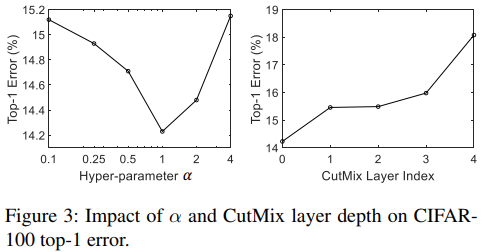 15.2
15
14.8
14.6
14.4
14.2
0.1 0.25 0.5 1 2 4
Top-1 Error (%)
Hyper-parameter α
19
18
17
16
15
14
0 1 2 3 4
Top-1 Error (%)
CutMix Layer Index
Figure 3: Impact of α and CutMix layer depth on CIFAR-
100 top-1 error.